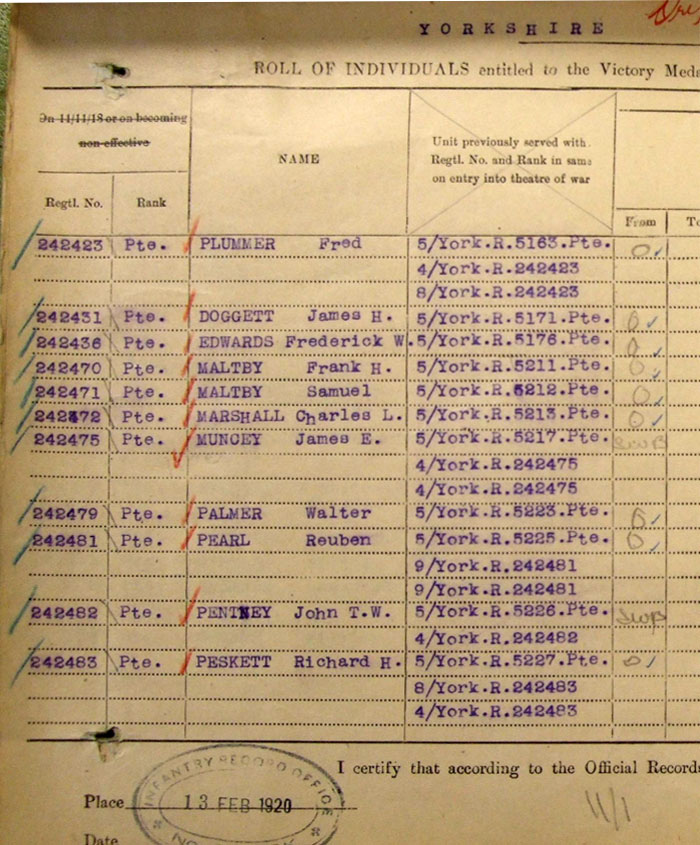 YORKSHIRE
ROLL OF INDIVIDUALS entitled to the Victory Meda
On 11/11/18 or on becoming
non-effective
Regtl. No. Rank
NAME
Unit previously served with.
Regtl. No. and Rank in same
on entry into theatre of war
From To
242423 Pte. PLUMMER Fred 5/York.R.5163.Pte. O
4/York.R.242423
8/York.R.242423
242431 Pte. DOGGETT James H. 5/York.R.5171.Pte. O
242436 Pte. EDWARDS Frederick W. 5/York.R.5176.Pte. O
242470 Pte. MALTBY Frank H. 5/York.R.5211.Pte. O
242471 Pte. MALTBY Samuel 5/York.R.5212.Pte. O
242472 Pte. MARSHALL Charles L. 5/York.R.5213.Pte. O
242475 Pte. MUNCEY James E. 5/York.R.5217.Pte. SWB
4/York.R.242475
4/York.R.242475
242479 Pte. PALMER Walter 5/York.R.5223.Pte. O
242481 Pte. PEARL Reuben 5/York.R.5225.Pte. O
9/York.R.242481
9/York.R.242481
242482 Pte. PENTNEY John T.W. 5/York.R.5226.Pte. SWB
4/York.R.242482
242483 Pte. PESKETT Richard H. 5/York.R.5227.Pte. O
8/York.R.242483
4/York.R.242483
I certify that according to the Official Records
INFANTRY RECORD OFFICE
Place 13 FEB 1920
11/1
Date